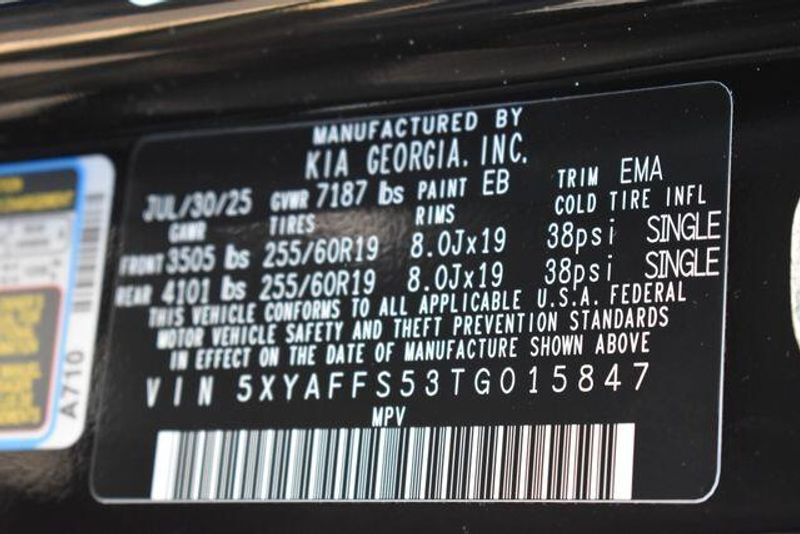 MANUFACTURED BY
KIA GEORGIA, INC.
JUL/30/25 GVWR 7187 lbs PAINT EB TRIM EMA
GAWR TIRES RIMS COLD TIRE INFL
FRONT 3505 lbs 255/60R19 8.0Jx19 38psi SINGLE
REAR 4101 lbs 255/60R19 8.0Jx19 38psi SINGLE
THIS VEHICLE CONFORMS TO ALL APPLICABLE U.S.A. FEDERAL
MOTOR VEHICLE SAFETY AND THEFT PREVENTION STANDARDS
IN EFFECT ON THE DATE OF MANUFACTURE SHOWN ABOVE
VIN 5XYAFFS53TG015847
MPV
A710